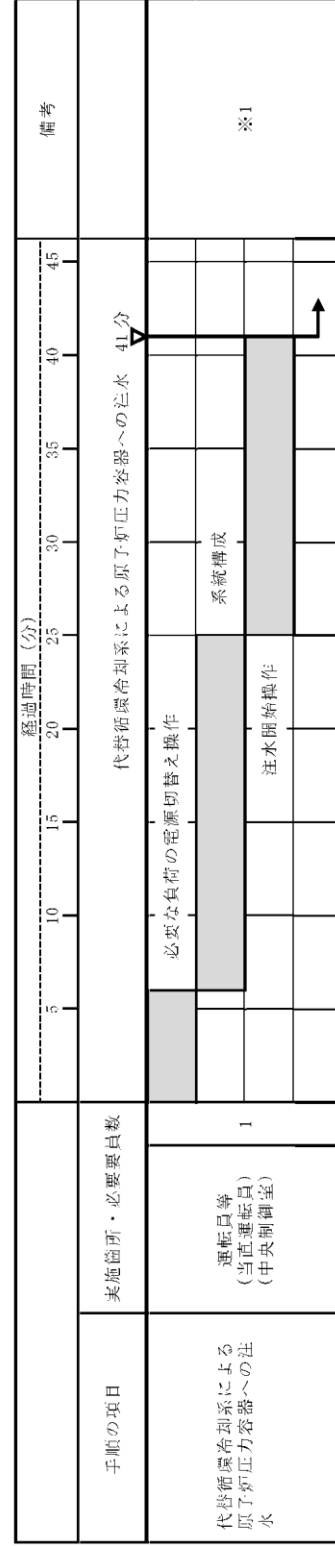 経過時間 (分)
備考
手順の項目
実施箇所・必要要員数
5
10
15
20
25
30
35
40
45
代替循環冷却系による原子炉圧力容器への注水 41 分
代替循環冷却系による
原子炉圧力容器への注
水
運転員等
(当直運転員)
(中央制御室)
1
必要な負荷の電源切替え操作
系統構成
注水開始操作
※1